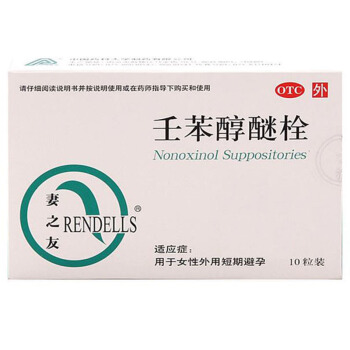 OTC 外
请仔细阅读说明书并按说明使用或在药师指导下购买和使用
壬苯醇醚栓
Nonoxinol Suppositories
妻之友
RENDELLS®
适应症：
用于女性外用短期避孕
10粒装